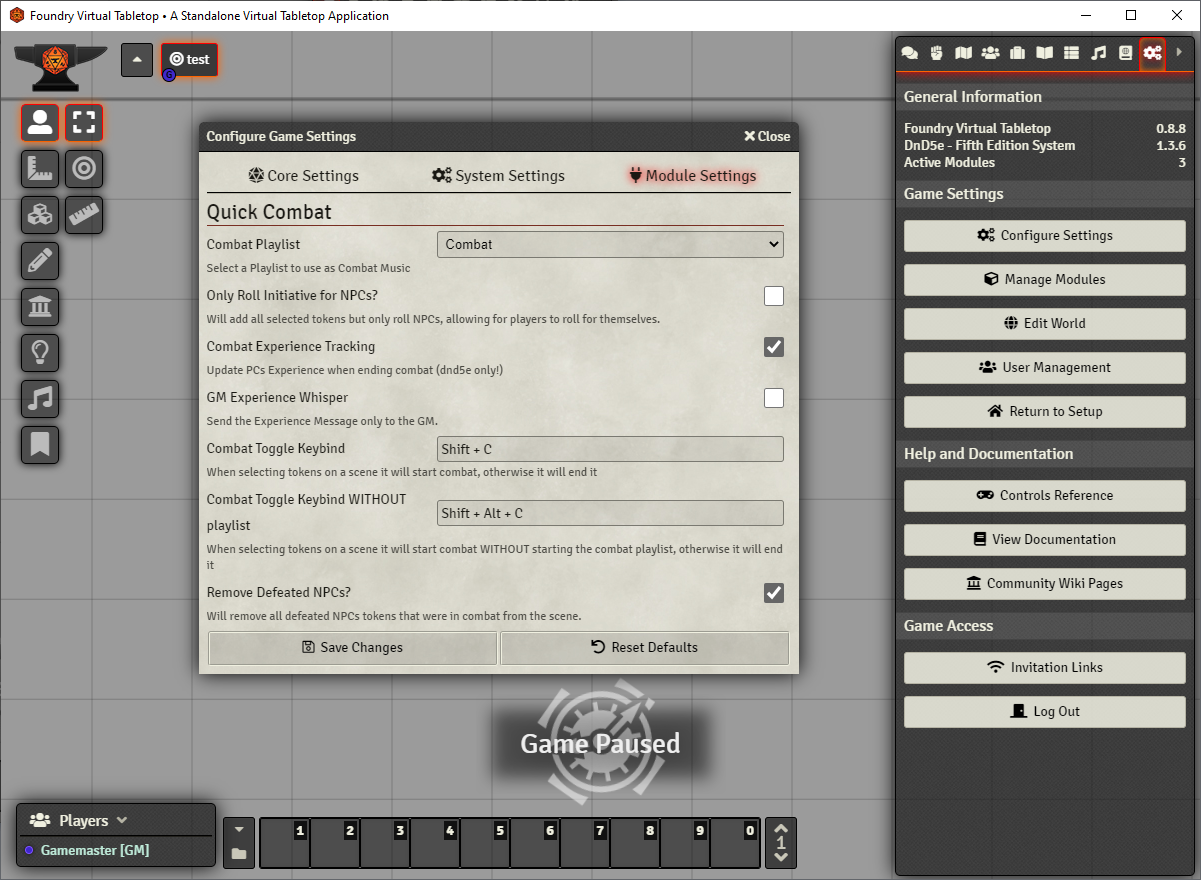 Foundry Virtual Tabletop • A Standalone Virtual Tabletop Application
test
G
Configure Game Settings
Close
Core Settings
System Settings
Module Settings
Quick Combat
Combat Playlist
Combat
Select a Playlist to use as Combat Music
Only Roll Initiative for NPCs?
Will add all selected tokens but only roll NPCs, allowing for players to roll for themselves.
Combat Experience Tracking
Update PCs Experience when ending combat (dnd5e only!)
GM Experience Whisper
Send the Experience Message only to the GM.
Combat Toggle Keybind
Shift + C
When selecting tokens on a scene it will start combat, otherwise it will end it
Combat Toggle Keybind WITHOUT
playlist
Shift + Alt + C
When selecting tokens on a scene it will start combat WITHOUT starting the combat playlist, otherwise it will end
it
Remove Defeated NPCs?
Will remove all defeated NPCs tokens that were in combat from the scene.
Save Changes
Reset Defaults
General Information
Foundry Virtual Tabletop 0.8.8
DnD5e - Fifth Edition System 1.3.6
Active Modules 3
Game Settings
Configure Settings
Manage Modules
Edit World
User Management
Return to Setup
Help and Documentation
Controls Reference
View Documentation
Community Wiki Pages
Game Access
Invitation Links
Log Out
Game Paused
Players
Gamemaster [GM]
1 2 3 4 5 6 7 8 9 0
1